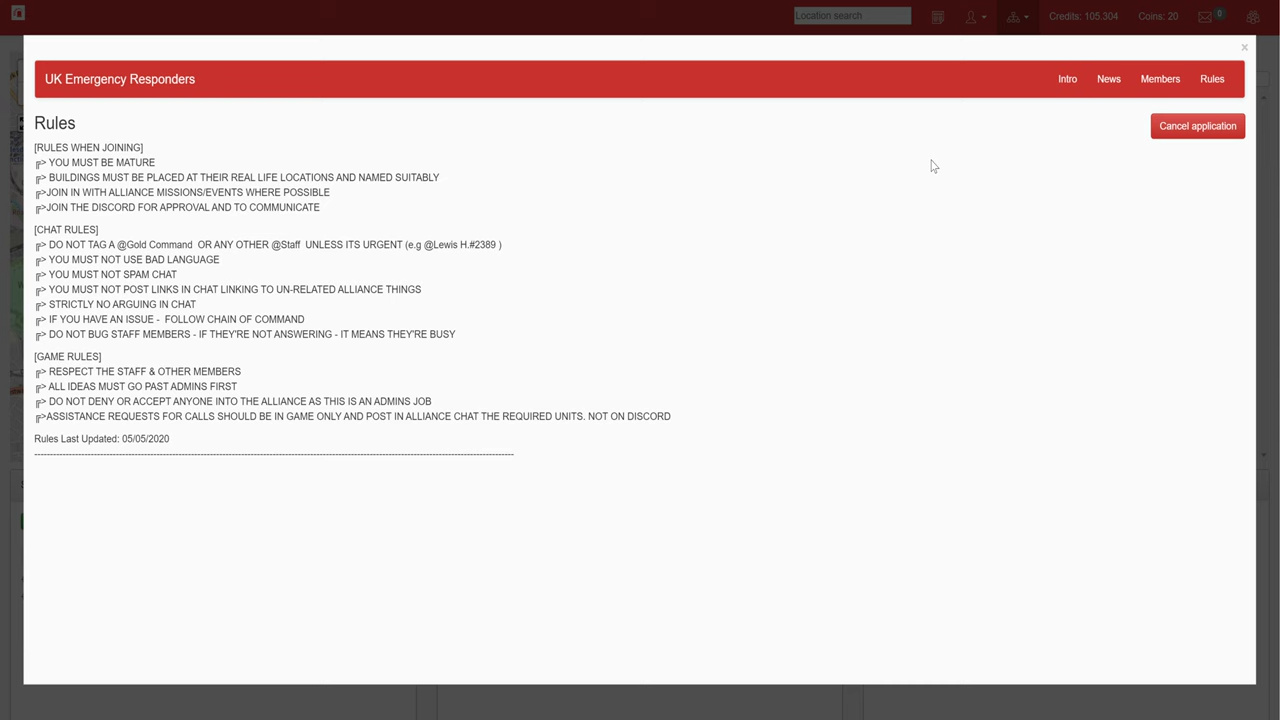 Location search
Credits: 105.304
Coins: 20
0
×
UK Emergency Responders
Intro
News
Members
Rules
Rules
Cancel application
[RULES WHEN JOINING]
╔> YOU MUST BE MATURE
╔> BUILDINGS MUST BE PLACED AT THEIR REAL LIFE LOCATIONS AND NAMED SUITABLY
╔>JOIN IN WITH ALLIANCE MISSIONS/EVENTS WHERE POSSIBLE
╔>JOIN THE DISCORD FOR APPROVAL AND TO COMMUNICATE
[CHAT RULES]
╔> DO NOT TAG A @Gold Command  OR ANY OTHER @Staff  UNLESS ITS URGENT (e.g @Lewis H.#2389 )
╔> YOU MUST NOT USE BAD LANGUAGE
╔> YOU MUST NOT SPAM CHAT
╔> YOU MUST NOT POST LINKS IN CHAT LINKING TO UN-RELATED ALLIANCE THINGS
╔> STRICTLY NO ARGUING IN CHAT
╔> IF YOU HAVE AN ISSUE -  FOLLOW CHAIN OF COMMAND
╔> DO NOT BUG STAFF MEMBERS - IF THEY'RE NOT ANSWERING - IT MEANS THEY'RE BUSY
[GAME RULES]
╔> RESPECT THE STAFF & OTHER MEMBERS
╔> ALL IDEAS MUST GO PAST ADMINS FIRST
╔> DO NOT DENY OR ACCEPT ANYONE INTO THE ALLIANCE AS THIS IS AN ADMINS JOB
╔>ASSISTANCE REQUESTS FOR CALLS SHOULD BE IN GAME ONLY AND POST IN ALLIANCE CHAT THE REQUIRED UNITS. NOT ON DISCORD
Rules Last Updated: 05/05/2020
------------------------------------------------------------------------------------------------------------------------------------------------